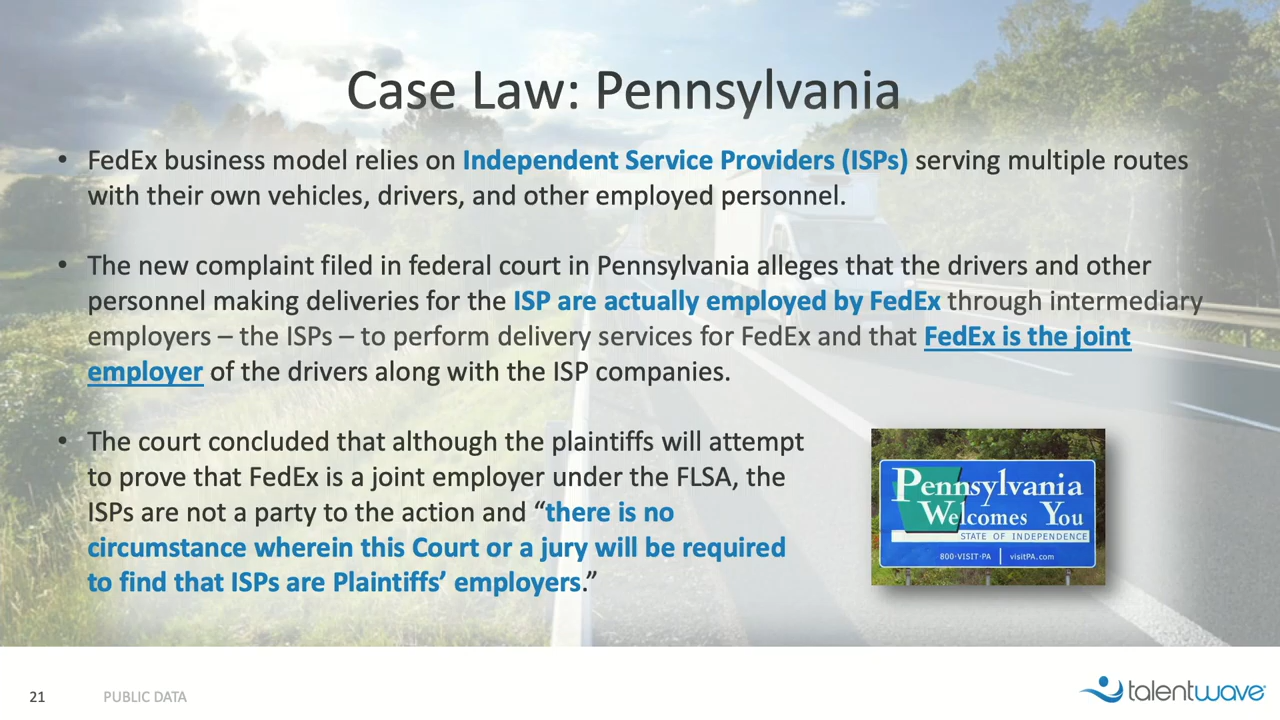 Case Law: Pennsylvania
• FedEx business model relies on Independent Service Providers (ISPs) serving multiple routes
with their own vehicles, drivers, and other employed personnel.
• The new complaint filed in federal court in Pennsylvania alleges that the drivers and other
personnel making deliveries for the ISP are actually employed by FedEx through intermediary
employers – the ISPs – to perform delivery services for FedEx and that FedEx is the joint
employer of the drivers along with the ISP companies.
• The court concluded that although the plaintiffs will attempt
to prove that FedEx is a joint employer under the FLSA, the
ISPs are not a party to the action and “there is no
circumstance wherein this Court or a jury will be required
to find that ISPs are Plaintiffs’ employers.”
Pennsylvania
Welcomes You
STATE OF INDEPENDENCE
800-VISIT-PA | visitPA.com
21
PUBLIC DATA
talentwave